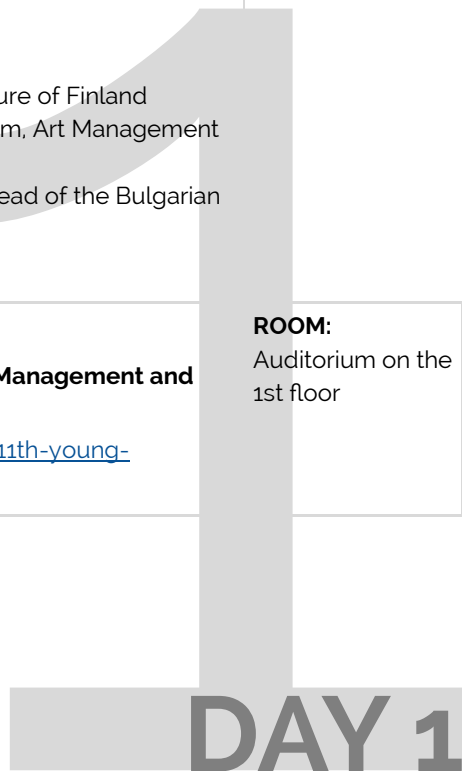 ure of Finland
m, Art Management
ead of the Bulgarian
ROOM:
Auditorium on the
1st floor
Management and
11th-young-
1
DAY 1